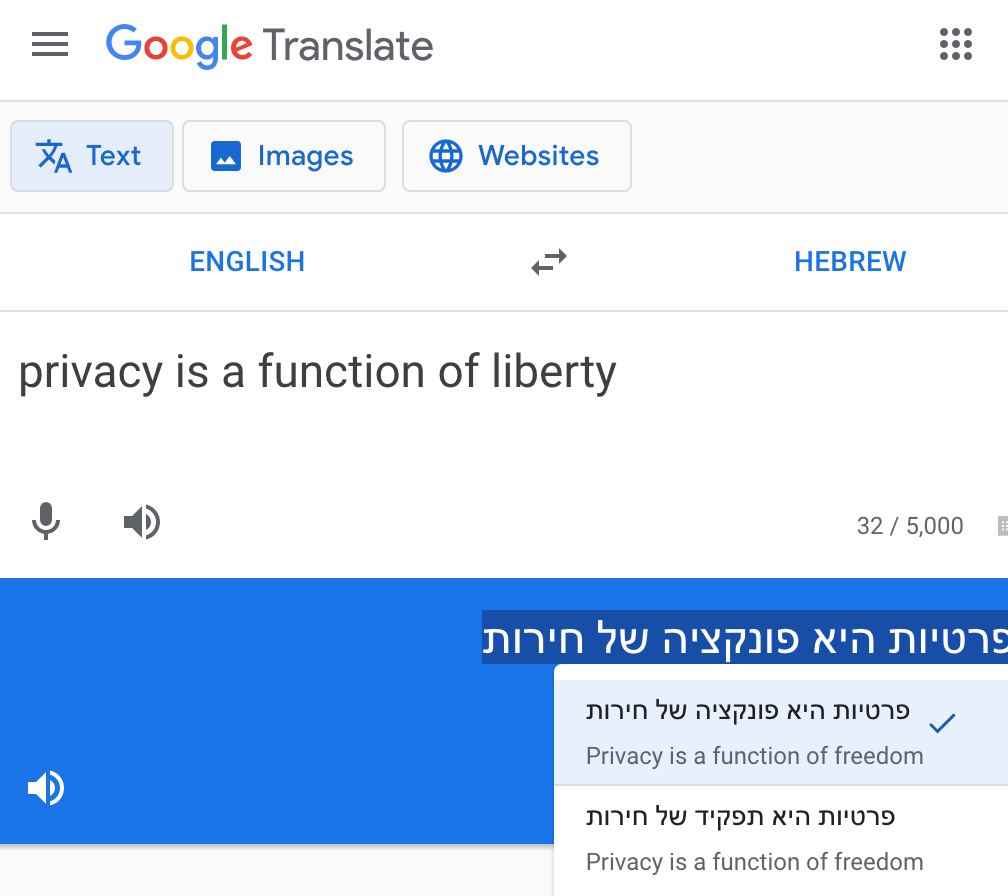 Google Translate
Text
Images
Websites
ENGLISH
HEBREW
privacy is a function of liberty
32 / 5,000
פרטיות היא פונקציה של חירות
פרטיות היא פונקציה של חירות
Privacy is a function of freedom
פרטיות היא תפקיד של חירות
Privacy is a function of freedom